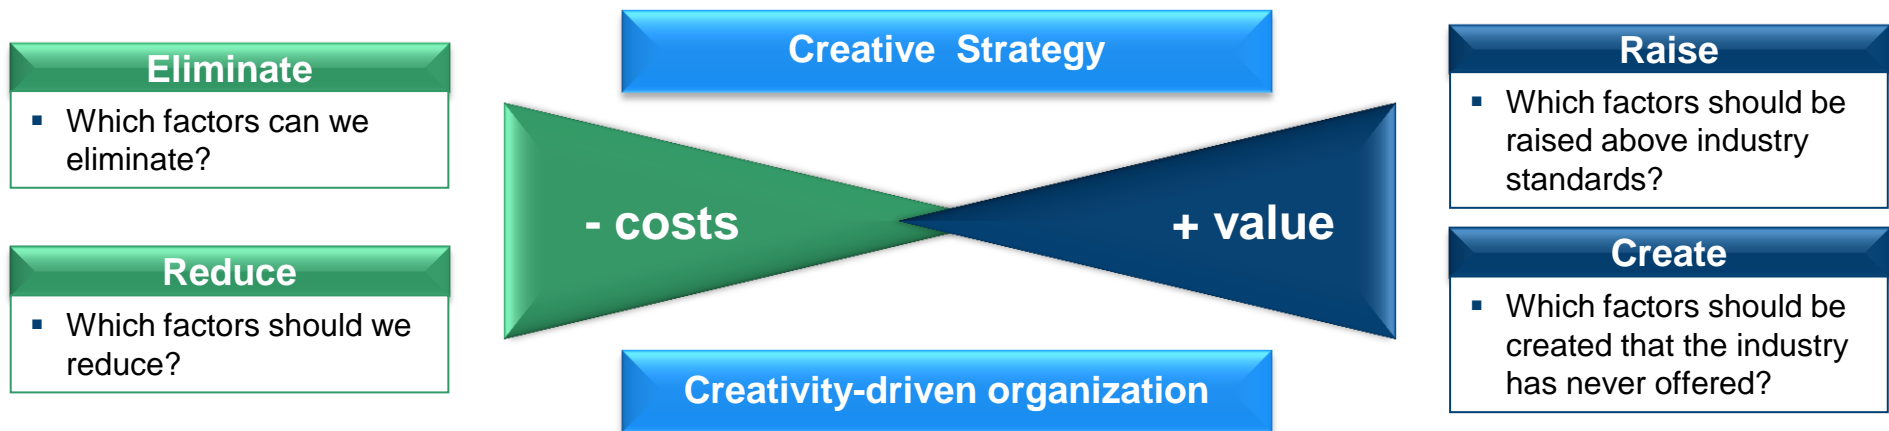 Eliminate
▪ Which factors can we
eliminate?
Reduce
▪ Which factors should we
reduce?
Creative Strategy
- costs
+ value
Creativity-driven organization
Raise
▪ Which factors should be
raised above industry
standards?
Create
▪ Which factors should be
created that the industry
has never offered?